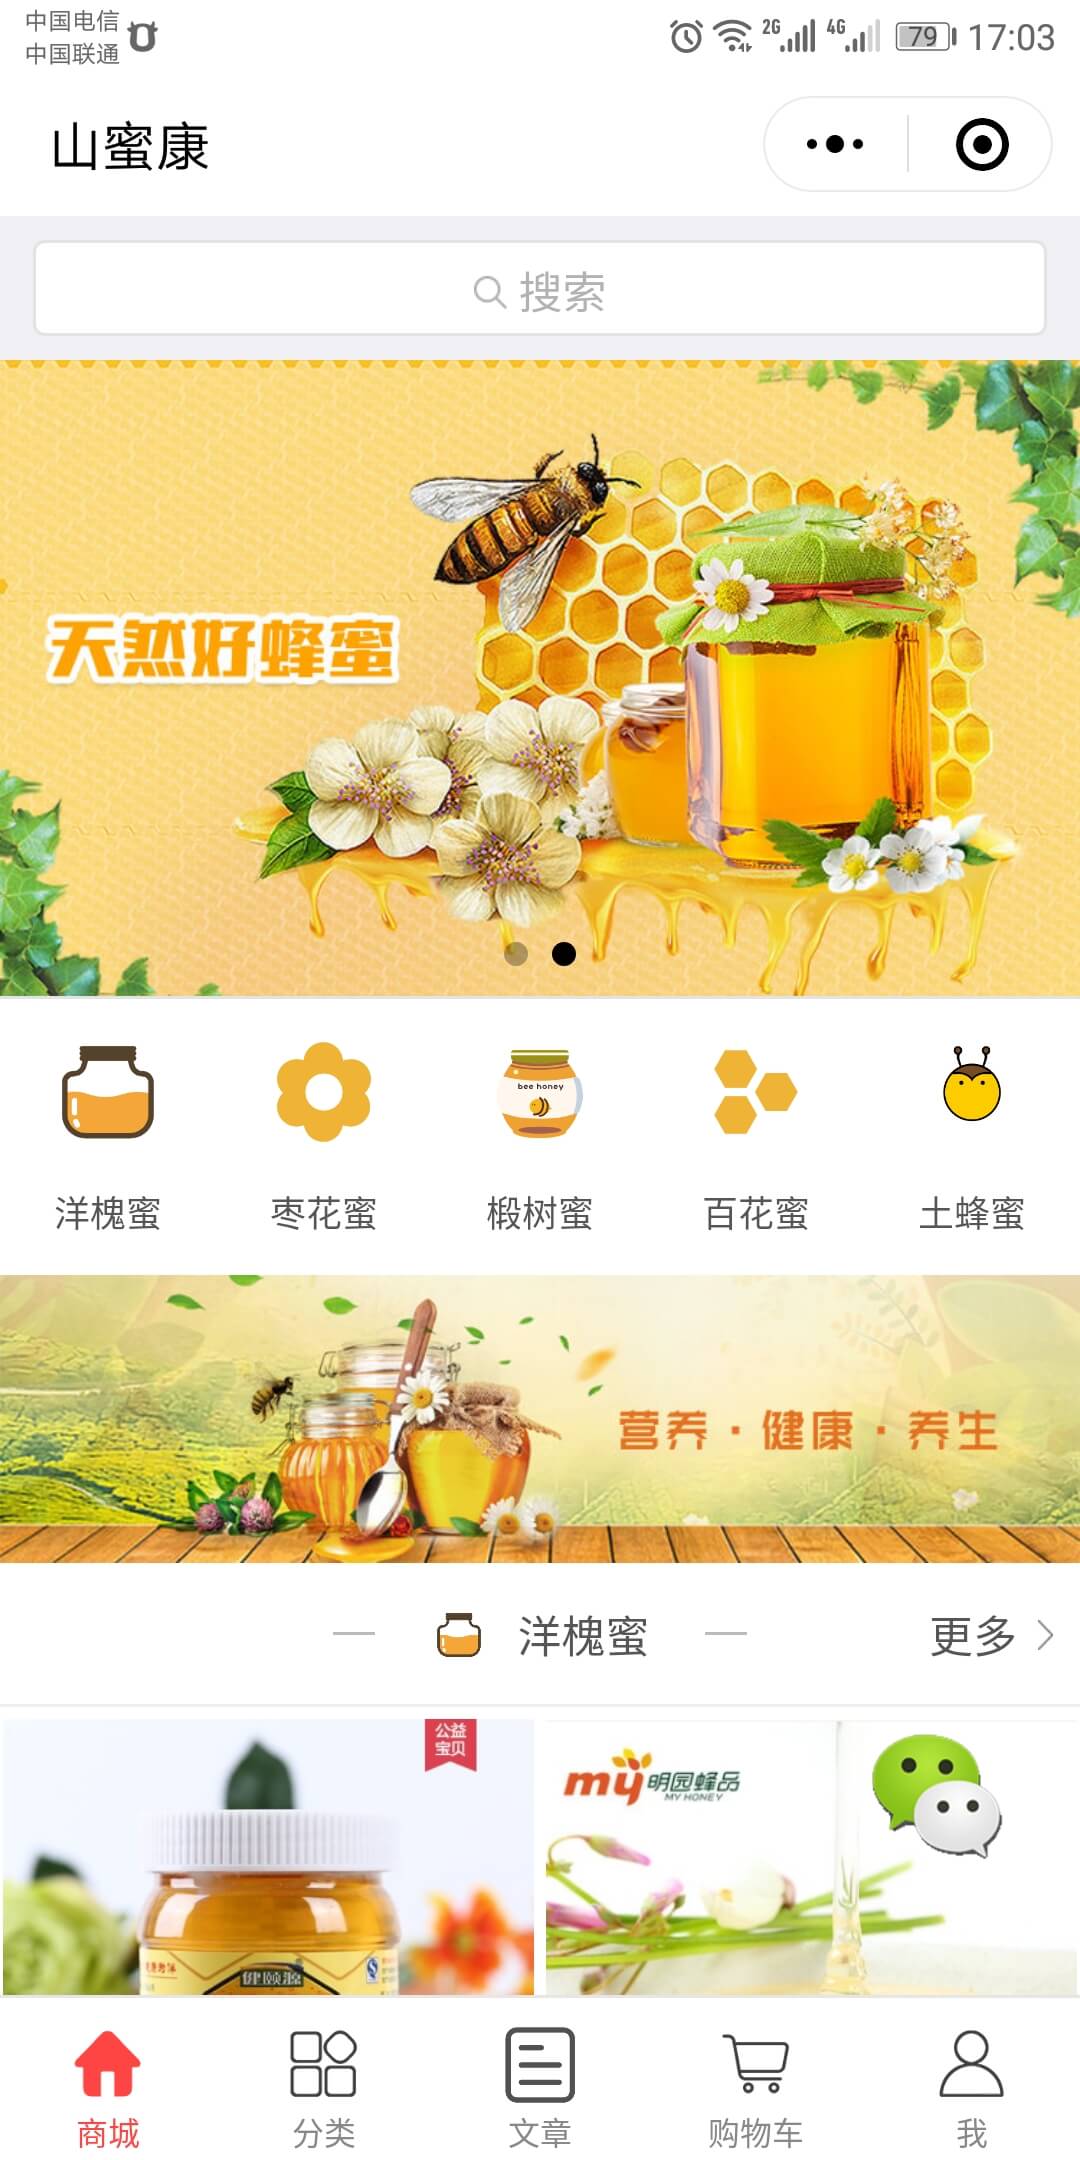 中国电信
中国联通
2G
4G
79
17:03
山蜜康
搜索
天然好蜂蜜
bee honey
洋槐蜜
枣花蜜
椴树蜜
百花蜜
土蜂蜜
营养·健康·养生
洋槐蜜
更多
公益
宝贝
健颐源
my 明园蜂品
MY HONEY
商城
分类
文章
购物车
我